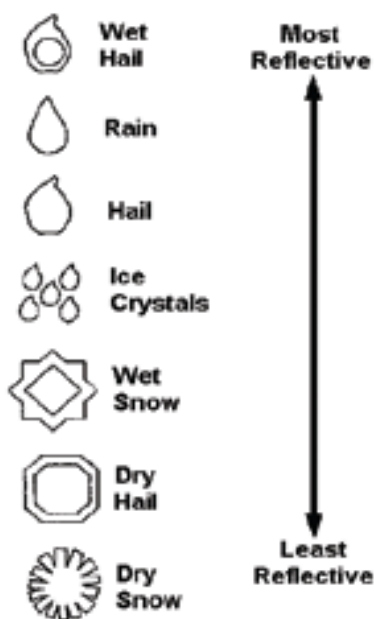 Wet
Hail
Most
Reflective
Rain
Hail
Ice
Crystals
Wet
Snow
Dry
Hail
Least
Reflective
Dry
Snow